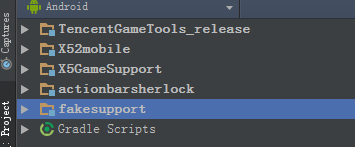 Android
TencentGameTools_release
X52mobile
X5GameSupport
actionbarsherlock
fakesupport
Gradle Scripts
Captures
Project